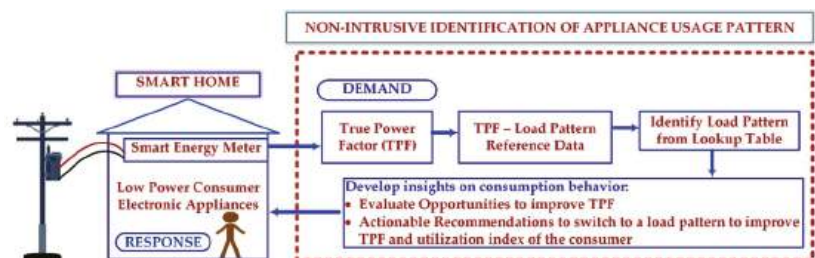 NON-INTRUSIVE IDENTIFICATION OF APPLIANCE USAGE PATTERN
SMART HOME
DEMAND
Smart Energy Meter
True Power
Factor (TPF)
TPF – Load Pattern
Reference Data
Identify Load Pattern
from Lookup Table
Low Power Consumer
Electronic Appliances
RESPONSE
Develop insights on consumption behavior:
• Evaluate Opportunities to improve TPF
• Actionable Recommendations to switch to a load pattern to improve
TPF and utilization index of the consumer